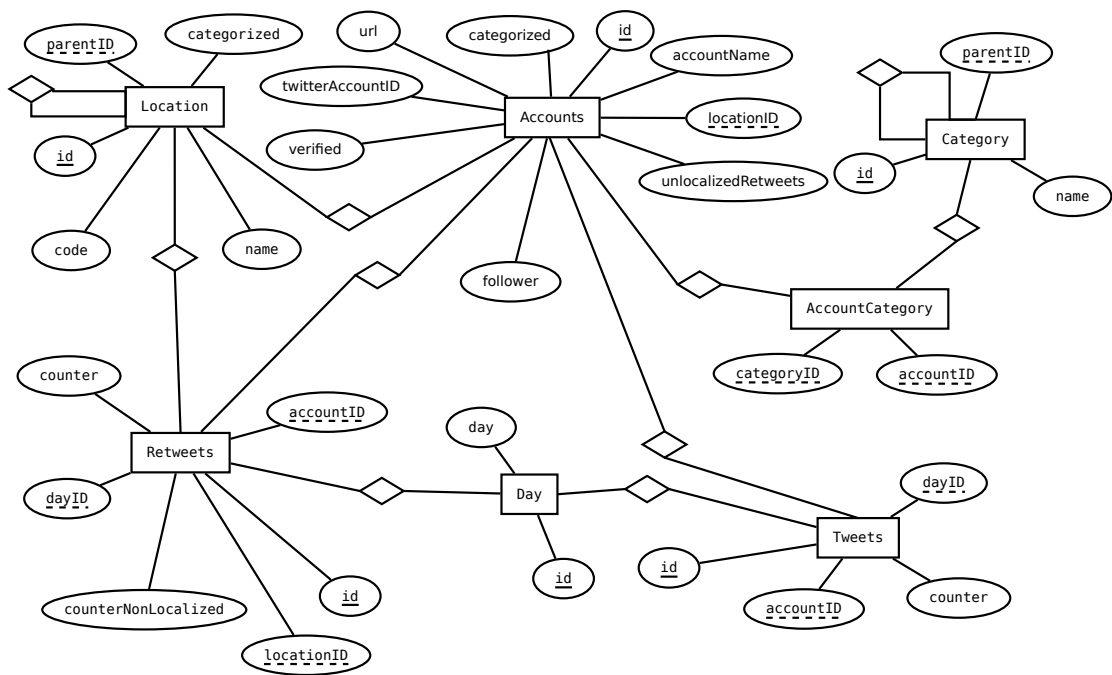 url
categorized
id
accountName
twitterAccountID
Accounts
locationID
verified
unlocalizedRetweets
follower
parentID
categorized
Location
id
code
name
parentID
Category
id
name
AccountCategory
categoryID
accountID
counter
accountID
Retweets
dayID
counterNonLocalized
id
locationID
day
Day
id
dayID
Tweets
id
accountID
counter